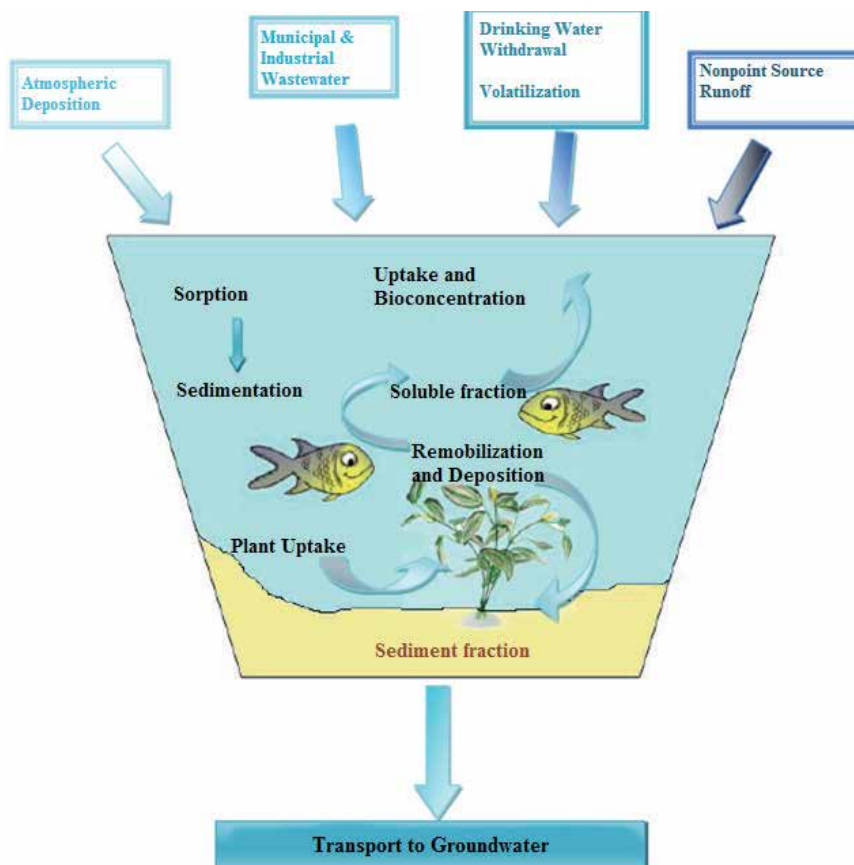 Atmospheric
Deposition
Municipal &
Industrial
Wastewater
Drinking Water
Withdrawal
Volatilization
Nonpoint Source
Runoff
Sorption
Sedimentation
Uptake and
Bioconcentration
Soluble fraction
Remobilization
and Deposition
Plant Uptake
Sediment fraction
Transport to Groundwater